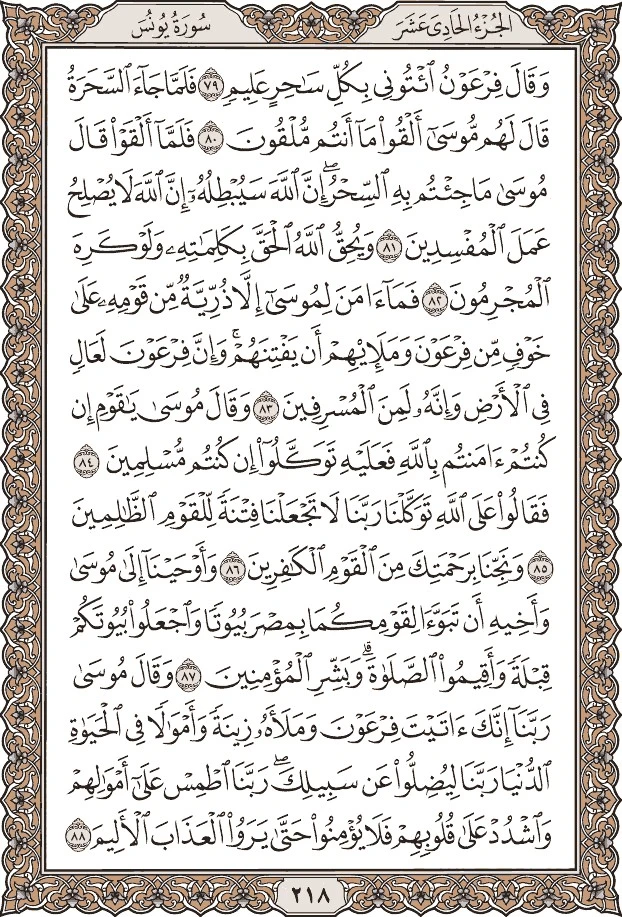 الجُزءُ الحَادِى عَشَرَ
سُورَةُ يُونُسَ
وَقَالَ فِرْعَوْنُ ٱئْتُونِى بِكُلِّ سَٰحِرٍ عَلِيمٍ ٧٩ فَلَمَّا جَآءَ ٱلسَّحَرَةُ
قَالَ لَهُم مُّوسَىٰٓ أَلْقُوا۟ مَآ أَنتُم مُّلْقُونَ ٨٠ فَلَمَّآ أَلْقَوْا۟ قَالَ
مُوسَىٰ مَا جِئْتُم بِهِ ٱلسِّحْرُ ۖ إِنَّ ٱللَّهَ سَيُبْطِلُهُۥٓ ۖ إِنَّ ٱللَّهَ لَا يُصْلِحُ
عَمَلَ ٱلْمُفْسِدِينَ ٨١ وَيُحِقُّ ٱللَّهُ ٱلْحَقَّ بِكَلِمَٰتِهِۦ وَلَوْ كَرِهَ
ٱلْمُجْرِمُونَ ٨٢ فَمَآ ءَامَنَ لِمُوسَىٰٓ إِلَّا ذُرِّيَّةٌ مِّن قَوْمِهِۦ عَلَىٰ
خَوْفٍ مِّن فِرْعَوْنَ وَمَلَإِي۟هِمْ أَن يَفْتِنَهُمْ ۚ وَإِنَّ فِرْعَوْنَ لَعَالٍ
فِى ٱلْأَرْضِ وَإِنَّهُۥ لَمِنَ ٱلْمُسْرِفِينَ ٨٣ وَقَالَ مُوسَىٰ يَٰقَوْمِ إِن
كُنتُمْ ءَامَنتُم بِٱللَّهِ فَعَلَيْهِ تَوَكَّلُوٓا۟ إِن كُنتُم مُّسْلِمِينَ ٨٤
فَقَالُوا۟ عَلَى ٱللَّهِ تَوَكَّلْنَا رَبَّنَا لَا تَجْعَلْنَا فِتْنَةً لِّلْقَوْمِ ٱلظَّٰلِمِينَ
٨٥ وَنَجِّنَا بِرَحْمَتِكَ مِنَ ٱلْقَوْمِ ٱلْكَٰفِرِينَ ٨٦ وَأَوْحَيْنَآ إِلَىٰ مُوسَىٰ
وَأَخِيهِ أَن تَبَوَّءَا لِقَوْمِكُمَا بِمِصْرَ بُيُوتًا وَٱجْعَلُوا۟ بُيُوتَكُمْ
قِبْلَةً وَأَقِيمُوا۟ ٱلصَّلَوٰةَ ۗ وَبَشِّرِ ٱلْمُؤْمِنِينَ ٨٧ وَقَالَ مُوسَىٰ
رَبَّنَآ إِنَّكَ ءَاتَيْتَ فِرْعَوْنَ وَمَلَأَهُۥ زِينَةً وَأَمْوَٰلًا فِى ٱلْحَيَوٰةِ
ٱلدُّنْيَا رَبَّنَا لِيُضِلُّوا۟ عَن سَبِيلِكَ ۖ رَبَّنَا ٱطْمِسْ عَلَىٰٓ أَمْوَٰلِهِمْ
وَٱشْدُدْ عَلَىٰ قُلُوبِهِمْ فَلَا يُؤْمِنُوا۟ حَتَّىٰ يَرَوُا۟ ٱلْعَذَابَ ٱلْأَلِيمَ ٨٨
٢١٨